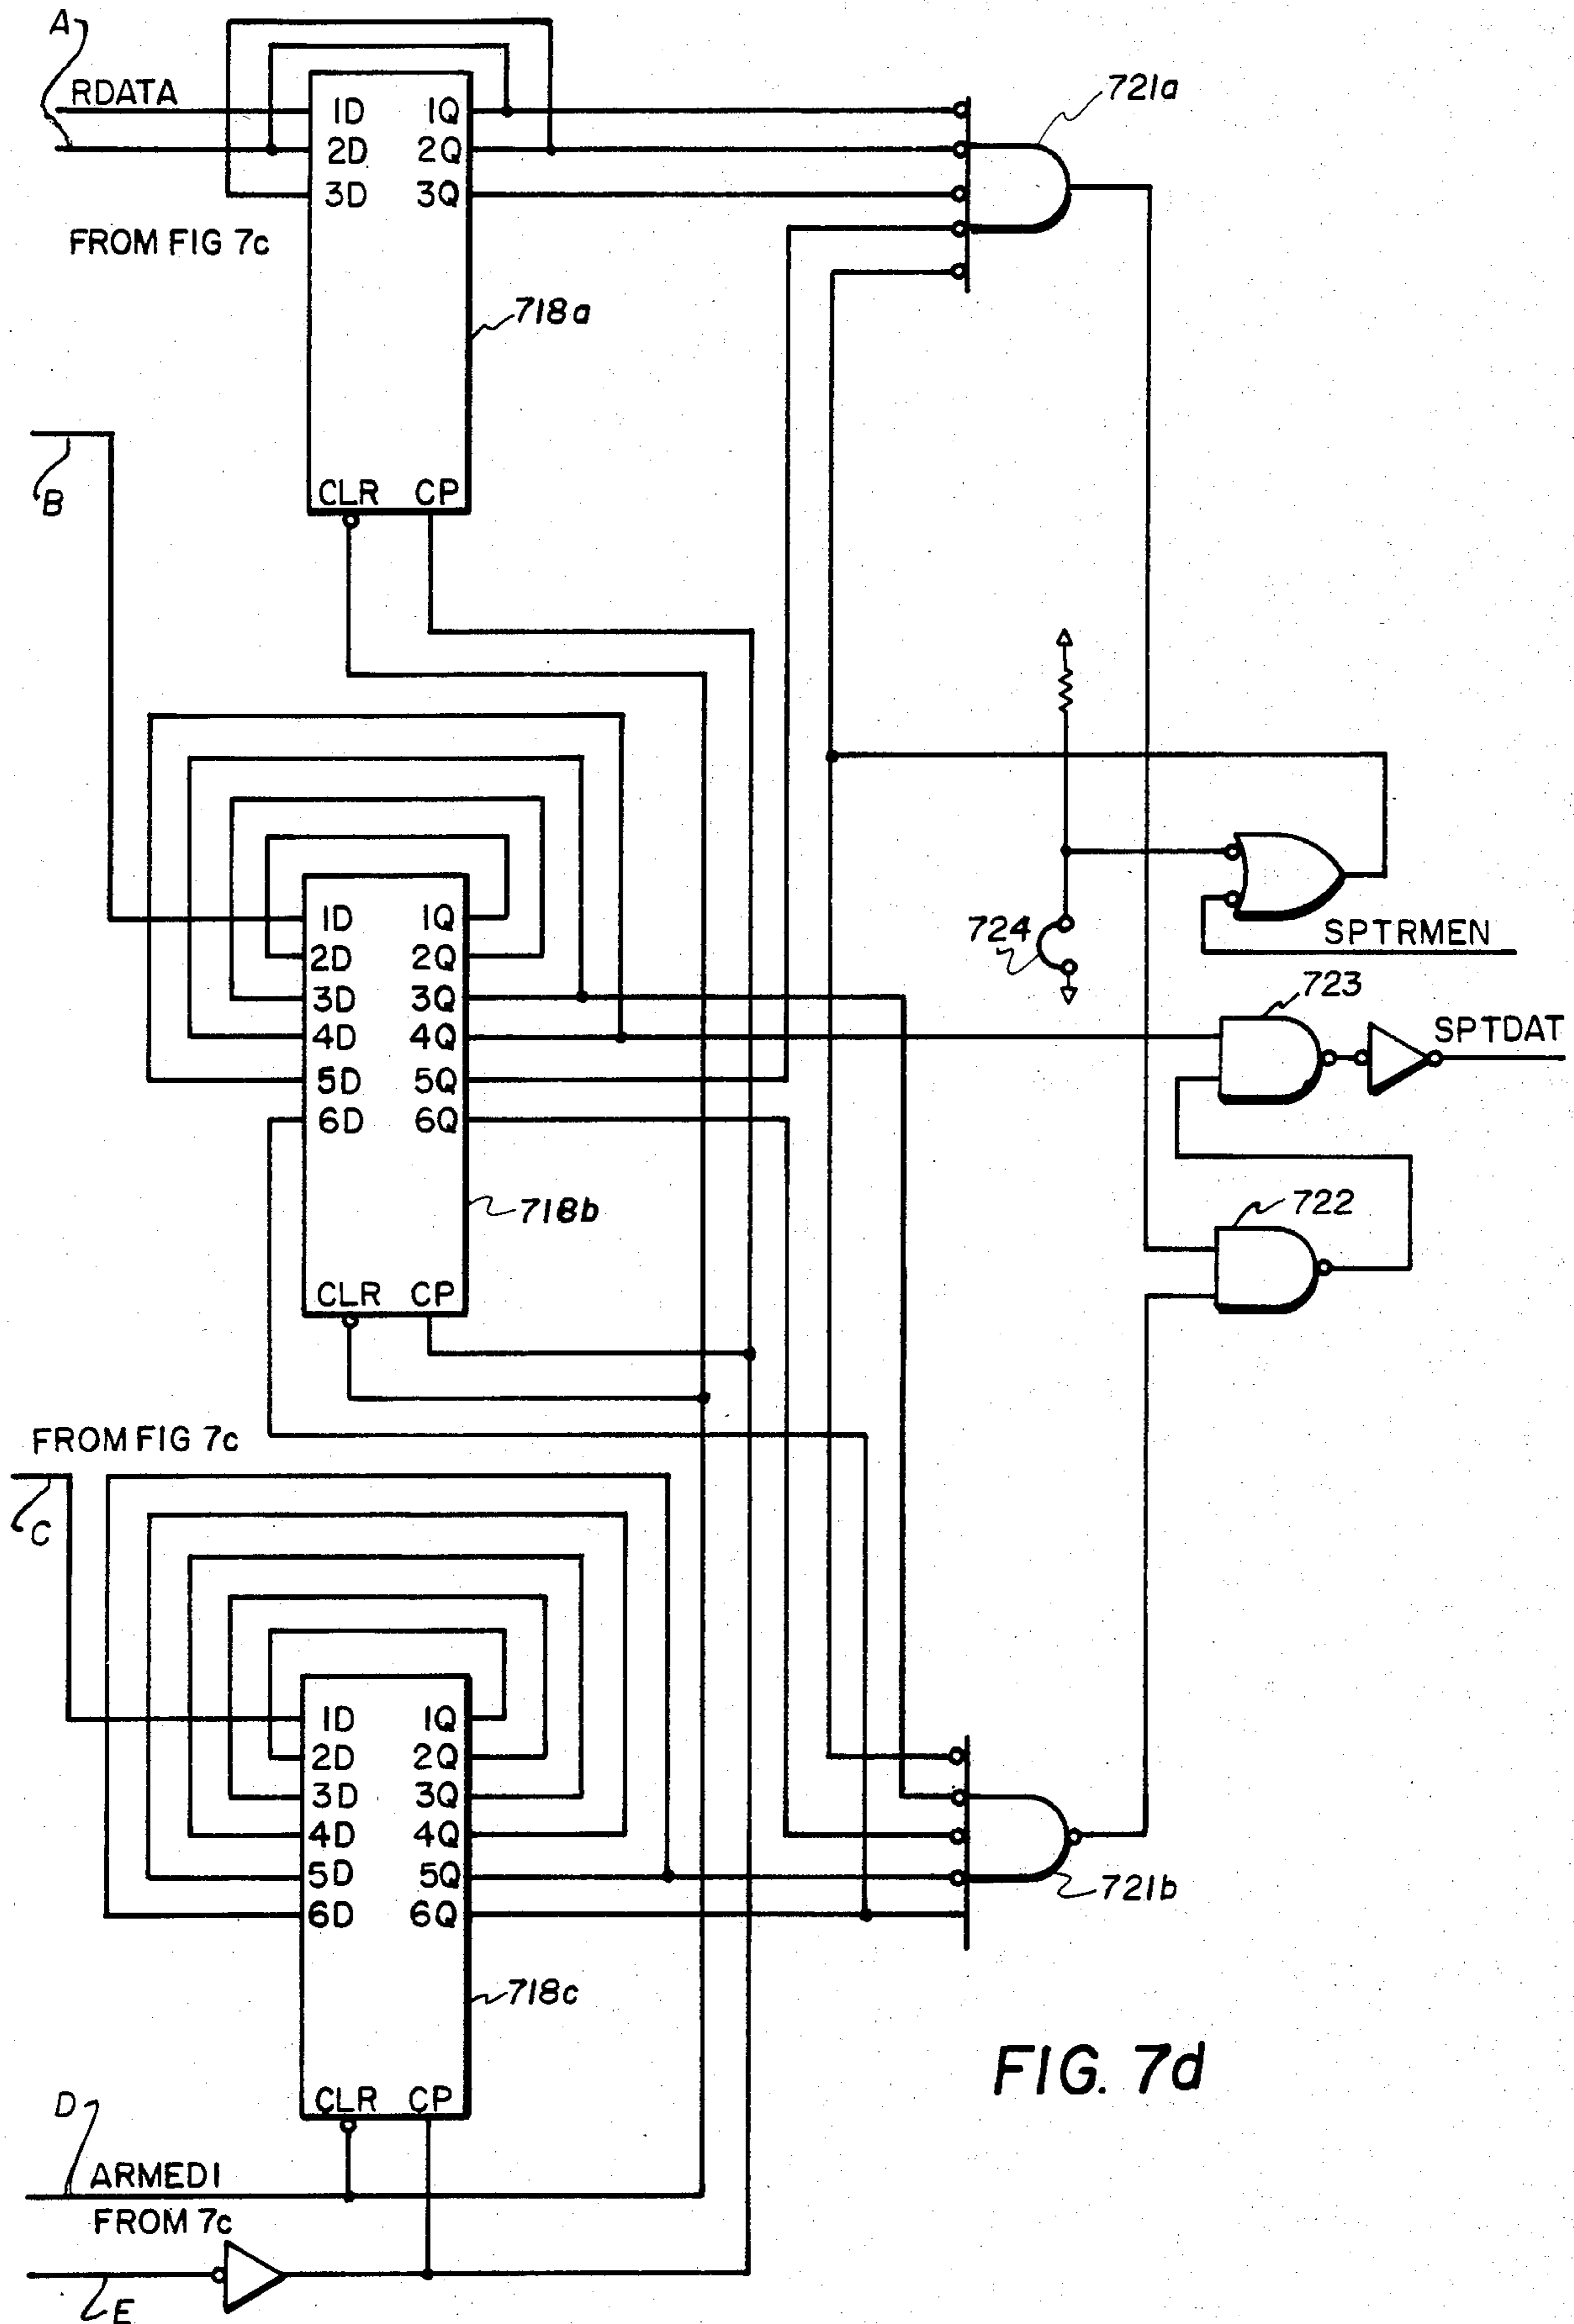 A
RDATA
1D 1Q
2D 2Q
3D 3Q
721a
FROM FIG 7c
718a
B
CLR CP
724
SPTRMEN
723
SPTDAT
1D 1Q
2D 2Q
3D 3Q
4D 4Q
5D 5Q
6D 6Q
718b
722
CLR CP
FROM FIG 7c
C
1D 1Q
2D 2Q
3D 3Q
4D 4Q
5D 5Q
6D 6Q
721b
718c
FIG. 7d
CLR CP
D
ARMEDI
FROM 7c
E